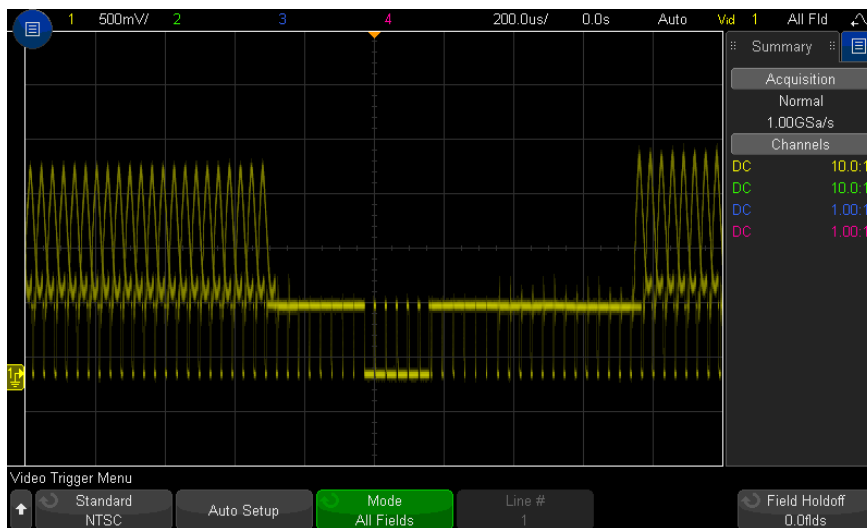 1 500mV/ 2 3 4 200.0us/ 0.0s Auto Vid 1 All Fld
Summary
Acquisition
Normal
1.00GSa/s
Channels
DC 10.0:1
DC 10.0:1
DC 1.00:1
DC 1.00:1
1
Video Trigger Menu
Standard
NTSC
Auto Setup
Mode
All Fields
Line #
1
Field Holdoff
0.0flds